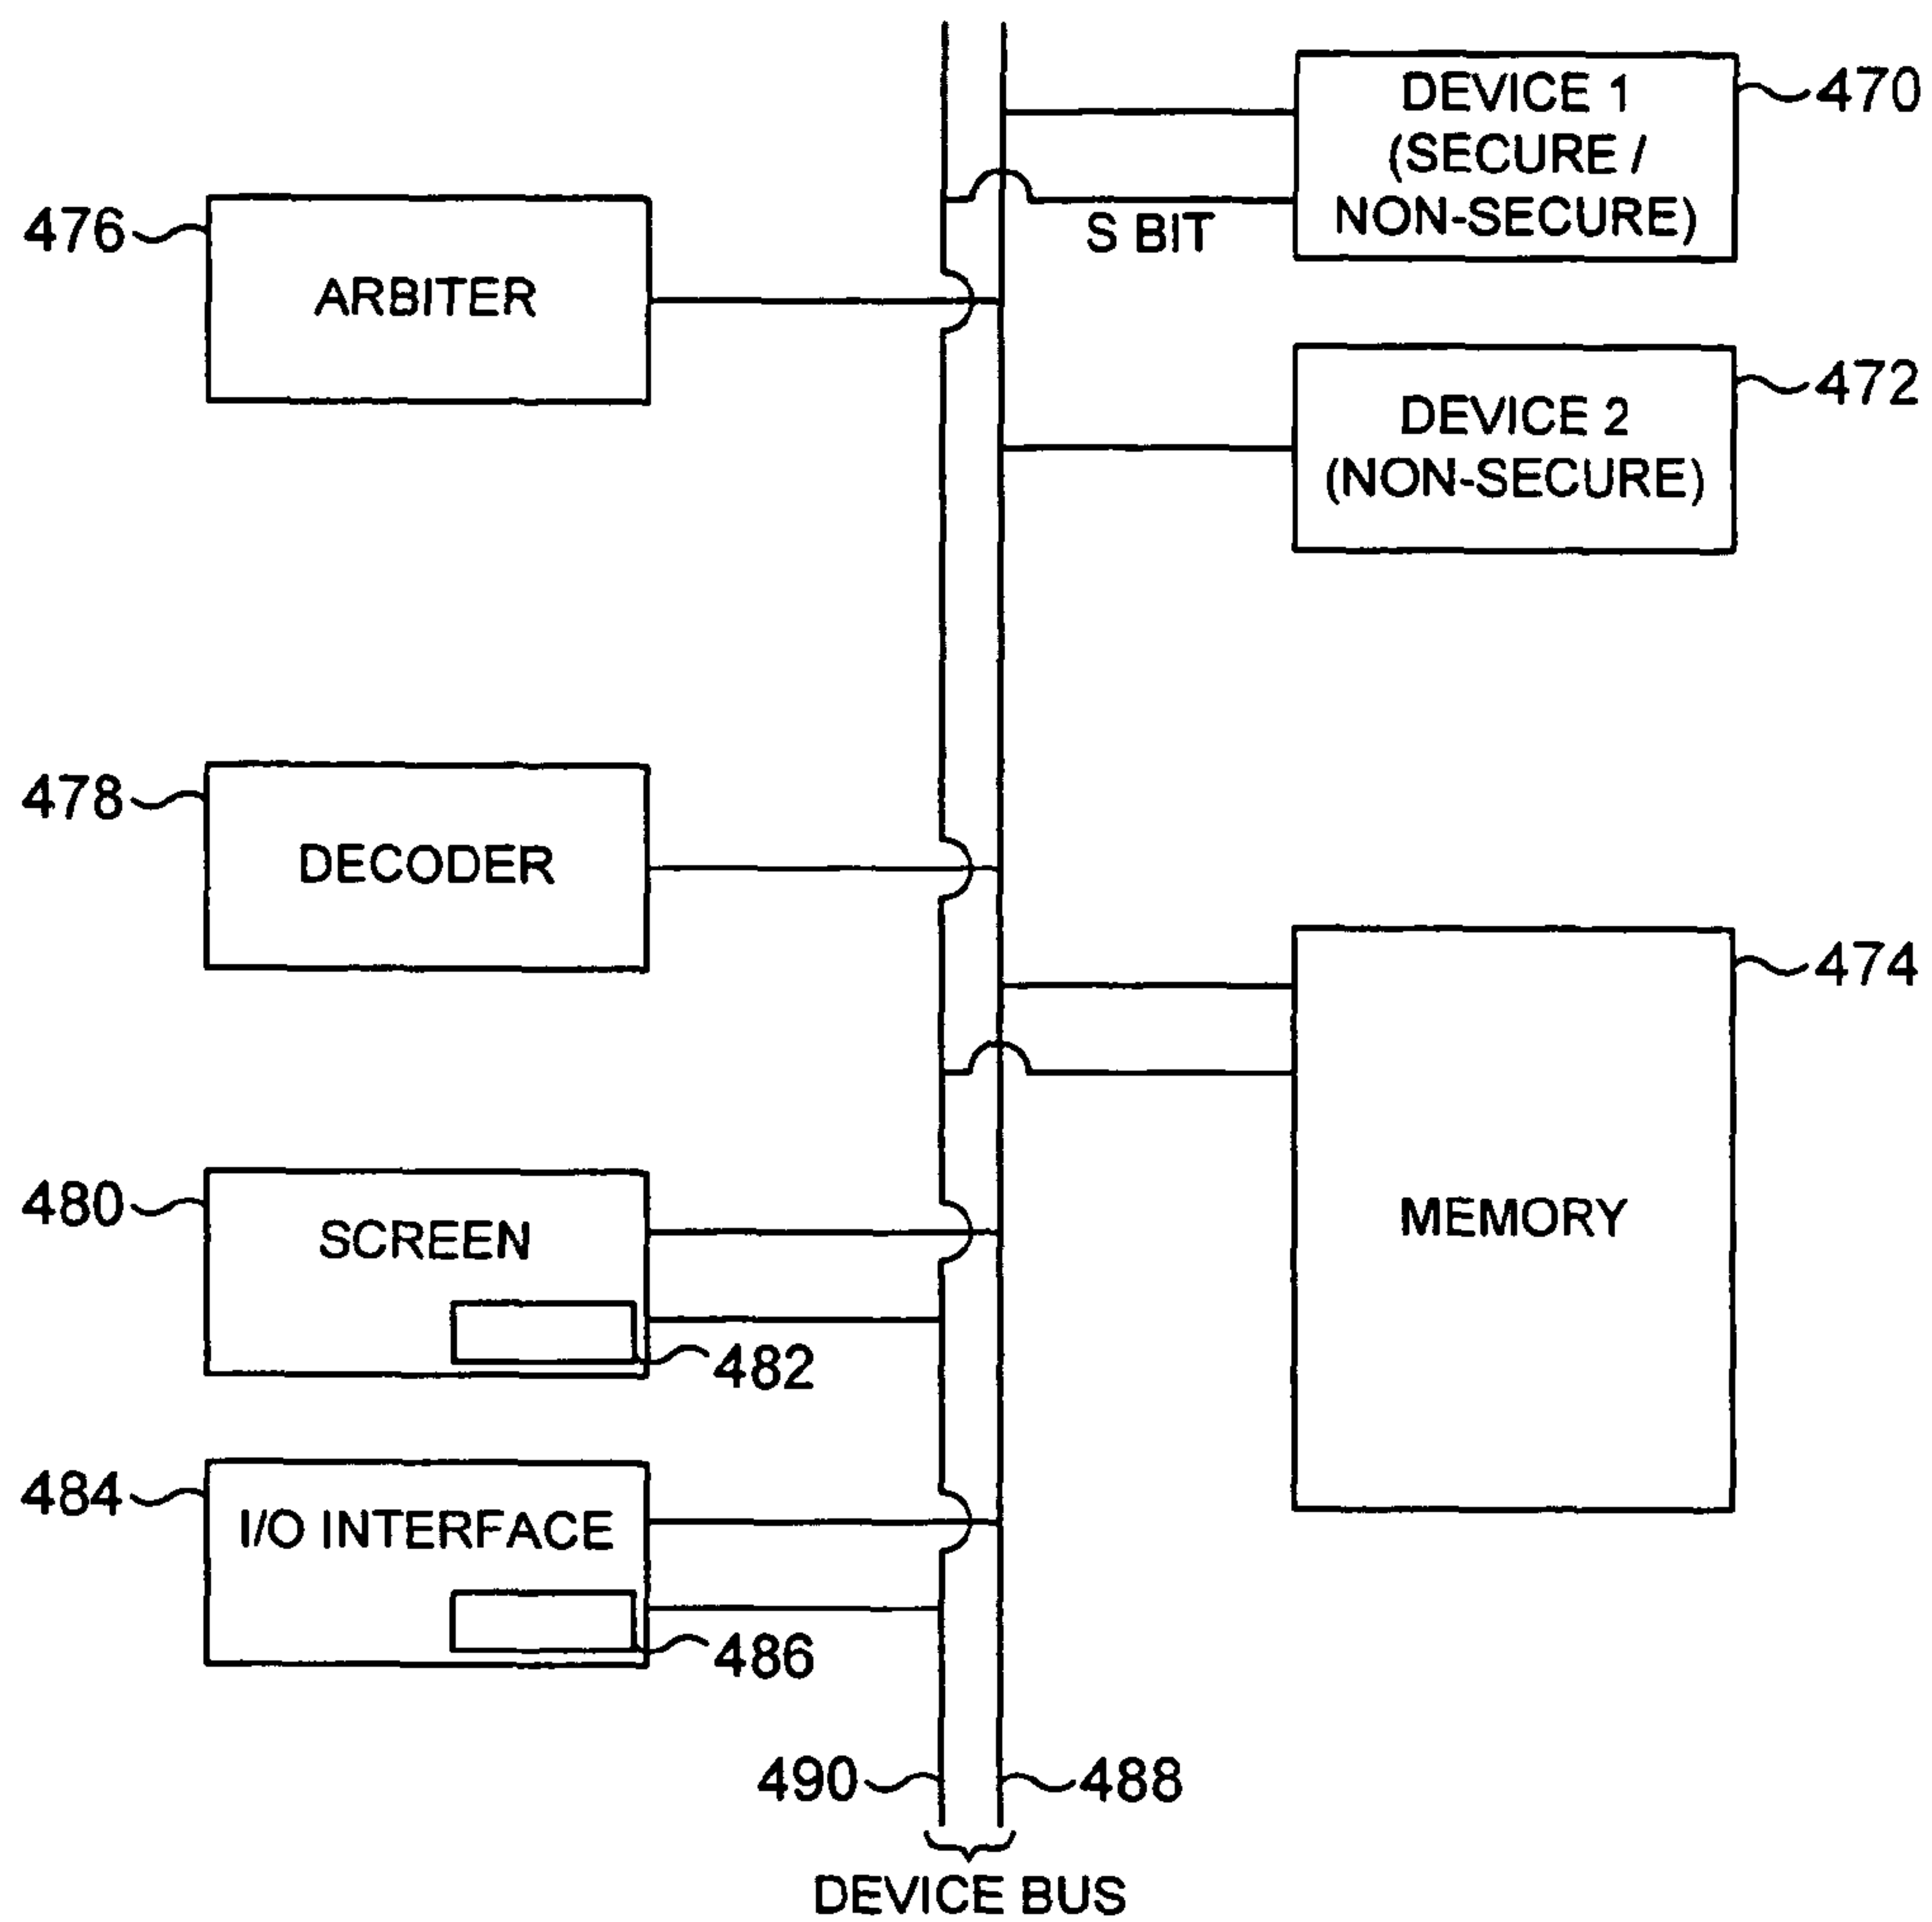 DEVICE 1
(SECURE /
NON-SECURE)
470
S BIT
476
ARBITER
DEVICE 2
(NON-SECURE)
472
478
DECODER
474
MEMORY
480
SCREEN
482
484
I/O INTERFACE
486
490
488
DEVICE BUS